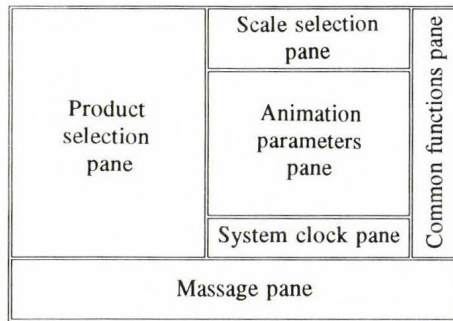 Product
selection
pane
Scale selection
pane
Animation
parameters
pane
System clock pane
Common functions pane
Massage pane